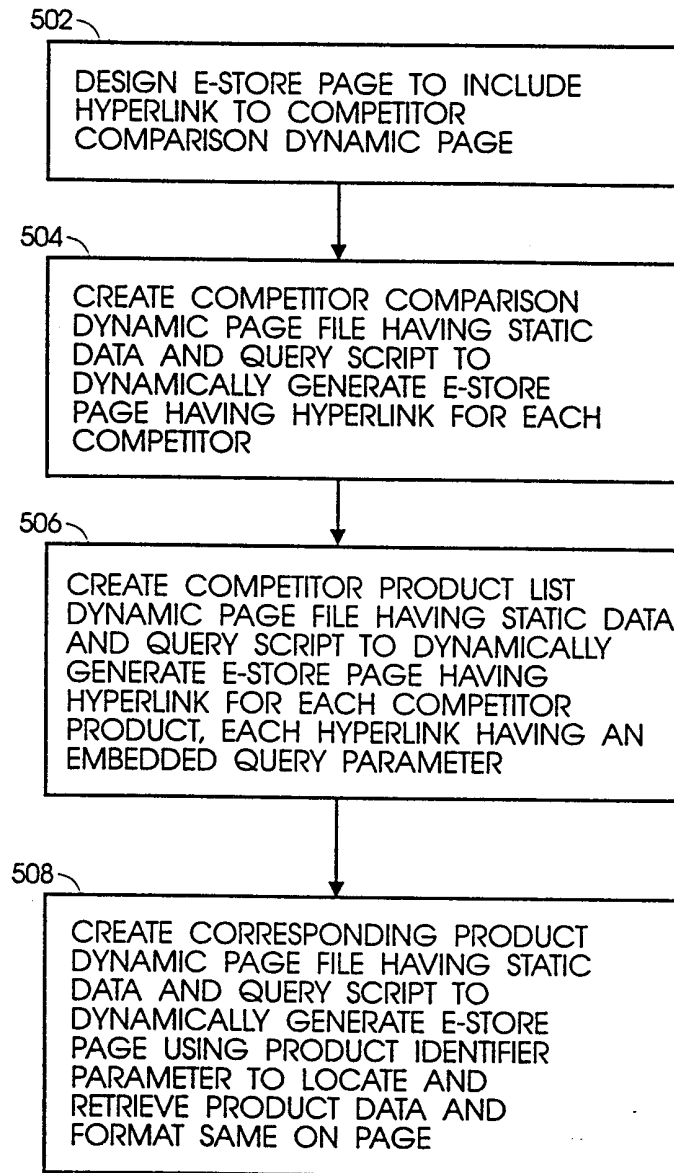 502
DESIGN E-STORE PAGE TO INCLUDE
HYPERLINK TO COMPETITOR
COMPARISON DYNAMIC PAGE
504
CREATE COMPETITOR COMPARISON
DYNAMIC PAGE FILE HAVING STATIC
DATA AND QUERY SCRIPT TO
DYNAMICALLY GENERATE E-STORE
PAGE HAVING HYPERLINK FOR EACH
COMPETITOR
506
CREATE COMPETITOR PRODUCT LIST
DYNAMIC PAGE FILE HAVING STATIC DATA
AND QUERY SCRIPT TO DYNAMICALLY
GENERATE E-STORE PAGE HAVING
HYPERLINK FOR EACH COMPETITOR
PRODUCT, EACH HYPERLINK HAVING AN
EMBEDDED QUERY PARAMETER
508
CREATE CORRESPONDING PRODUCT
DYNAMIC PAGE FILE HAVING STATIC
DATA AND QUERY SCRIPT TO
DYNAMICALLY GENERATE E-STORE
PAGE USING PRODUCT IDENTIFIER
PARAMETER TO LOCATE AND
RETRIEVE PRODUCT DATA AND
FORMAT SAME ON PAGE